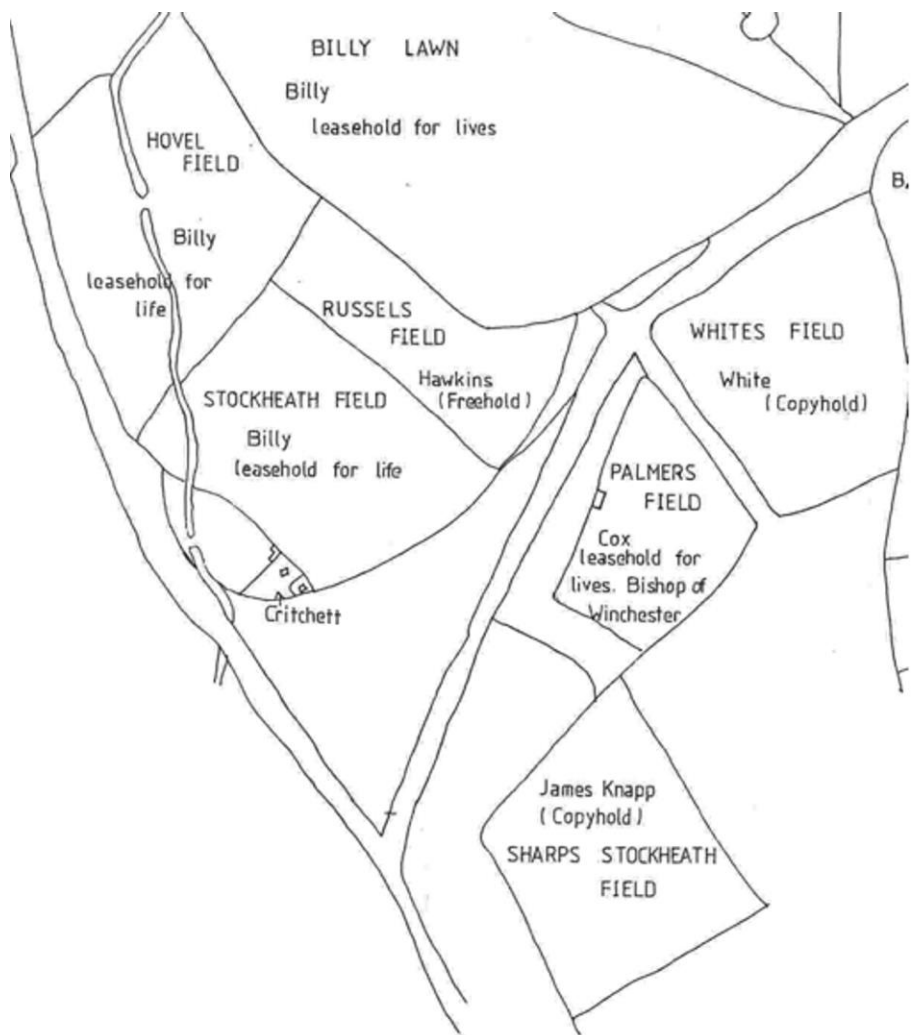 BILLY LAWN
Billy
leasehold for lives
HOVEL
FIELD
Billy
leasehold for
life
RUSSELS
FIELD
Hawkins
(Freehold)
STOCKHEATH FIELD
Billy
leasehold for life
Critchett
WHITES FIELD
White
(Copyhold)
PALMERS
FIELD
Cox
leasehold for
lives. Bishop of
Winchester
James Knapp
(Copyhold)
SHARPS STOCKHEATH
FIELD